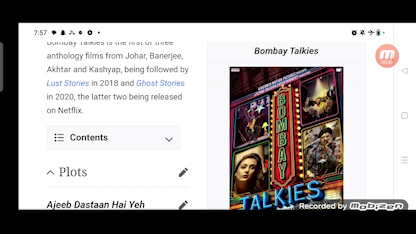 7:57
Bombay Talkies is the first of three
anthology films from Johar, Banerjee,
Akhtar and Kashyap, being followed by
Lust Stories in 2018 and Ghost Stories
in 2020, the latter two being released
on Netflix.
Contents
Plots
Ajeeb Dastaan Hai Yeh
Bombay Talkies
BOMBAY
TALKIES
Recorded by MOBIZEN